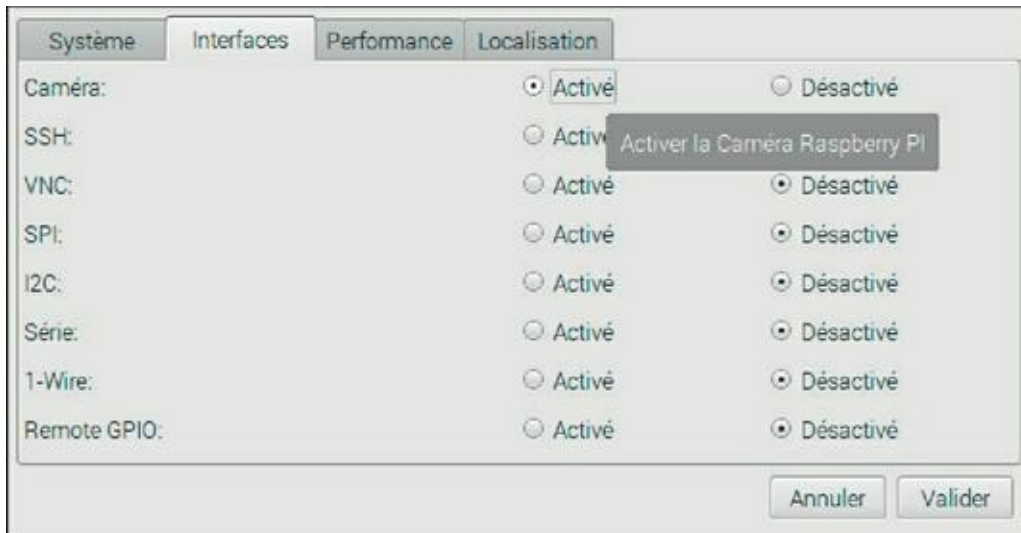 Système Interfaces Performance Localisation
Caméra: Activé Désactivé
SSH: Activé
Activer la Caméra Raspberry PI
VNC: Activé Désactivé
SPI: Activé Désactivé
I2C: Activé Désactivé
Série: Activé Désactivé
1-Wire: Activé Désactivé
Remote GPIO: Activé Désactivé
Annuler Valider